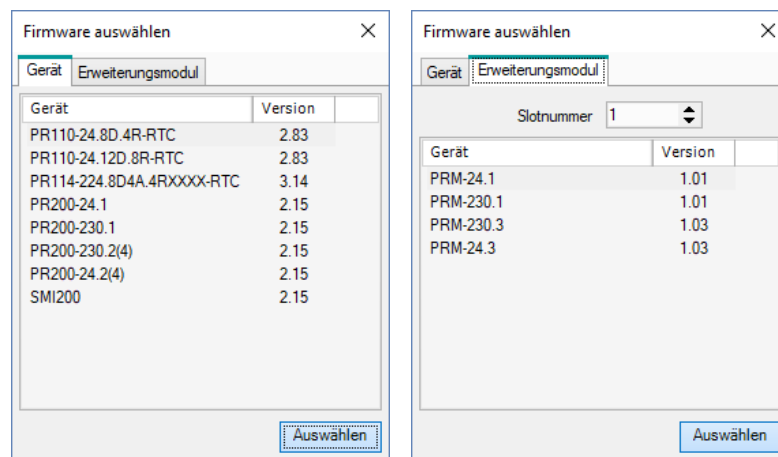 Firmware auswählen
Gerät Erweiterungsmodul
Gerät Version
PR110-24.8D.4R-RTC 2.83
PR110-24.12D.8R-RTC 2.83
PR114-224.8D4A.4RXXXX-RTC 3.14
PR200-24.1 2.15
PR200-230.1 2.15
PR200-230.2(4) 2.15
PR200-24.2(4) 2.15
SMI200 2.15
Auswählen
Firmware auswählen
Gerät Erweiterungsmodul
Slotnummer 1
Gerät Version
PRM-24.1 1.01
PRM-230.1 1.01
PRM-230.3 1.03
PRM-24.3 1.03
Auswählen